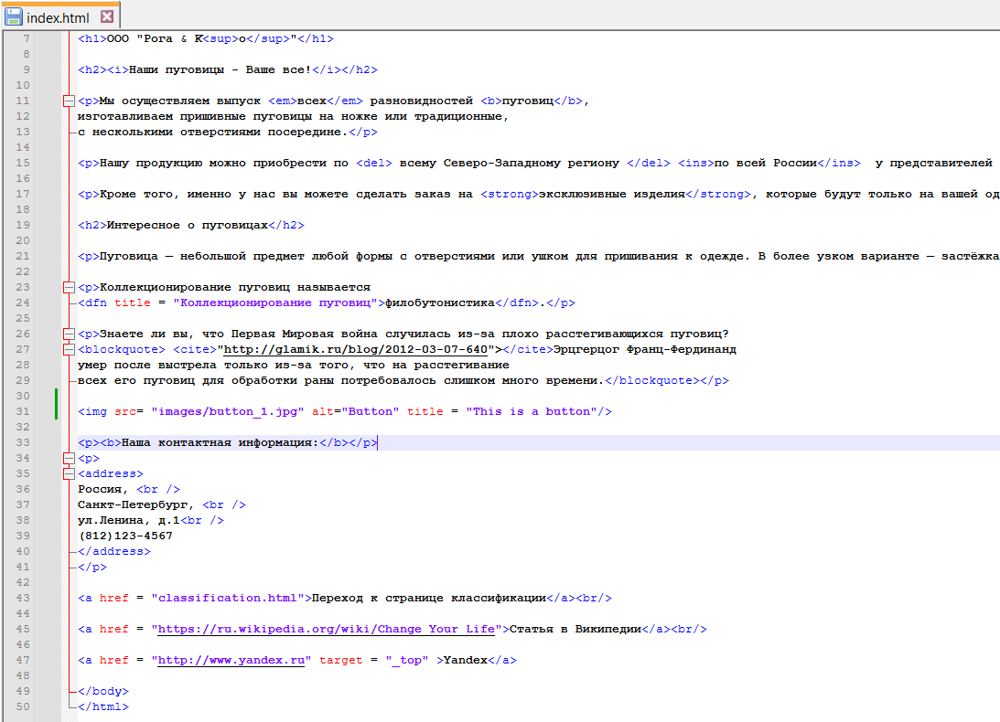 index.html
7 <h1>ООО "Рога & К<sup>о</sup>"</h1>
8
9 <h2><i>Наши пуговицы - Ваше все!</i></h2>
10
11 <p>Мы осуществляем выпуск <em>всех</em> разновидностей <b>пуговиц</b>,
12 изготавливаем пришивные пуговицы на ножке или традиционные,
13 с несколькими отверстиями посередине.</p>
14
15 <p>Нашу продукцию можно приобрести по <del> всему Северо-Западному региону </del> <ins>по всей России</ins>  у представителей
16
17 <p>Кроме того, именно у нас вы можете сделать заказ на <strong>эксклюзивные изделия</strong>, которые будут только на вашей од
18
19 <h2>Интересное о пуговицах</h2>
20
21 <p>Пуговица — небольшой предмет любой формы с отверстиями или ушком для пришивания к одежде. В более узком варианте — застёжка
22
23 <p>Коллекционирование пуговиц называется
24 <dfn title = "Коллекционирование пуговиц">филобутонистика</dfn>.</p>
25
26 <p>Знаете ли вы, что Первая Мировая война случилась из-за плохо расстегивающихся пуговиц?
27 <blockquote> <cite>"http://glamik.ru/blog/2012-03-07-640"></cite>Эрцгерцог Франц-Фердинанд
28 умер после выстрела только из-за того, что на расстегивание
29 всех его пуговиц для обработки раны потребовалось слишком много времени.</blockquote></p>
30
31 <img src= "images/button_1.jpg" alt="Button" title = "This is a button"/>
32
33 <p><b>Наша контактная информация:</b></p>
34 <p>
35 <address>
36 Россия, <br />
37 Санкт-Петербург, <br />
38 ул.Ленина, д.1<br />
39 (812)123-4567
40 </address>
41 </p>
42
43 <a href = "classification.html">Переход к странице классификации</a><br/>
44
45 <a href = "https://ru.wikipedia.org/wiki/Change_Your_Life">Статья в Википедии</a><br/>
46
47 <a href = "http://www.yandex.ru" target = "_top" >Yandex</a>
48
49 </body>
50 </html>